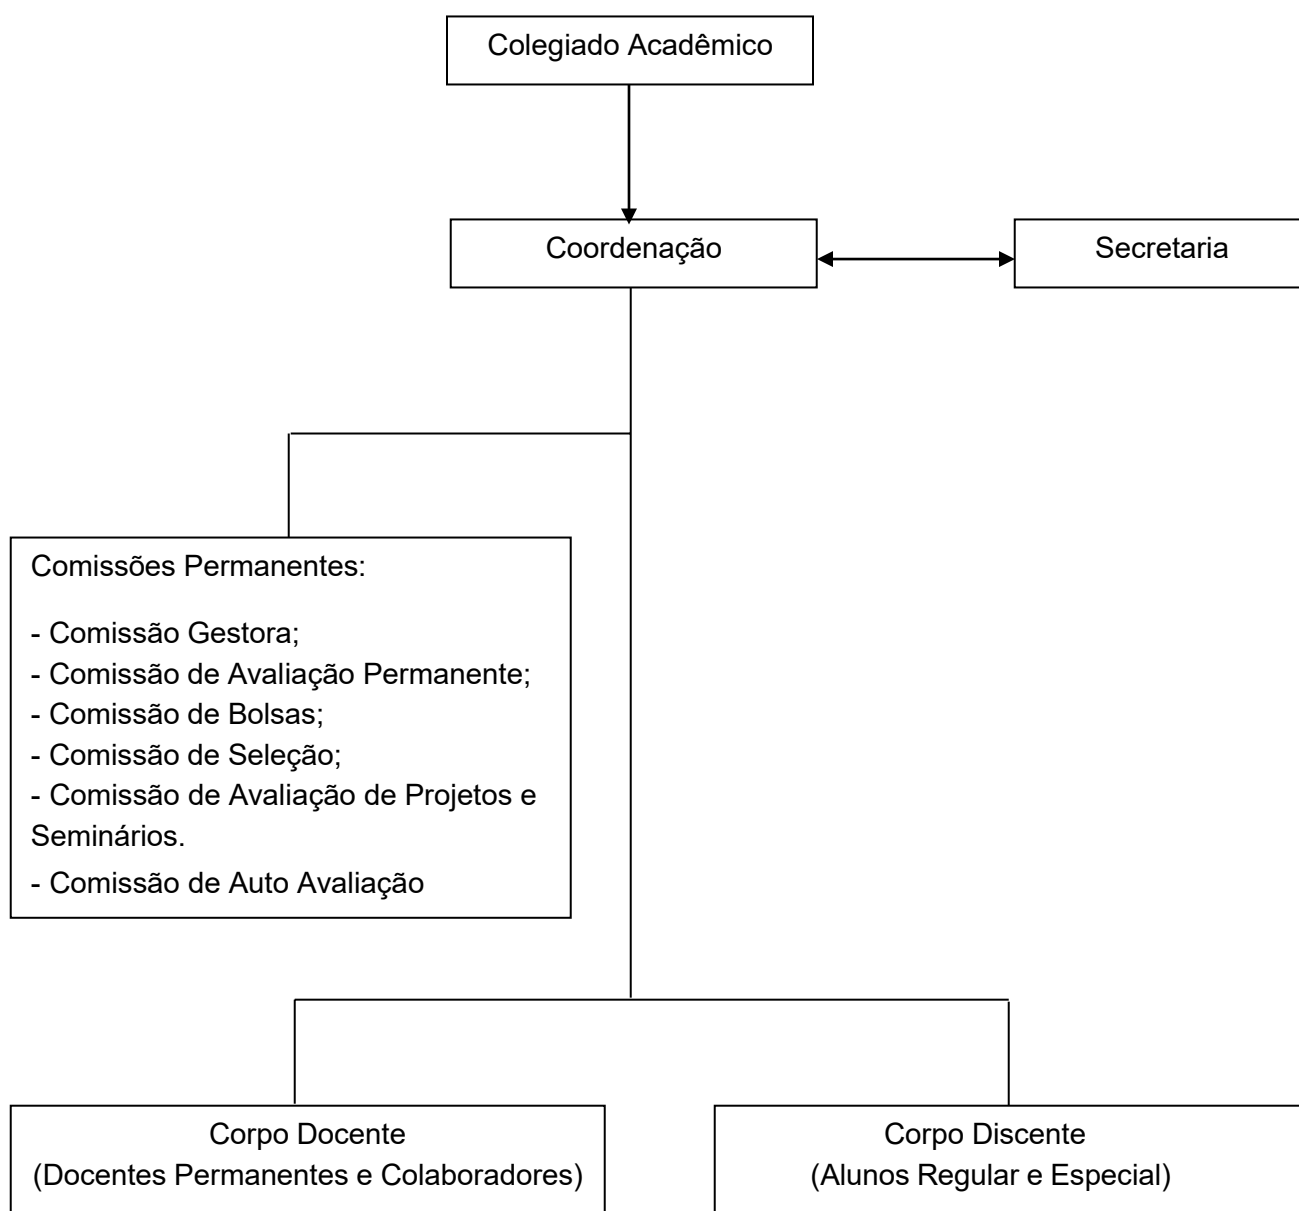 Colegiado Acadêmico
Coordenação
Secretaria
Comissões Permanentes:
- Comissão Gestora;
- Comissão de Avaliação Permanente;
- Comissão de Bolsas;
- Comissão de Seleção;
- Comissão de Avaliação de Projetos e
Seminários.
- Comissão de Auto Avaliação
Corpo Docente
(Docentes Permanentes e Colaboradores)
Corpo Discente
(Alunos Regular e Especial)